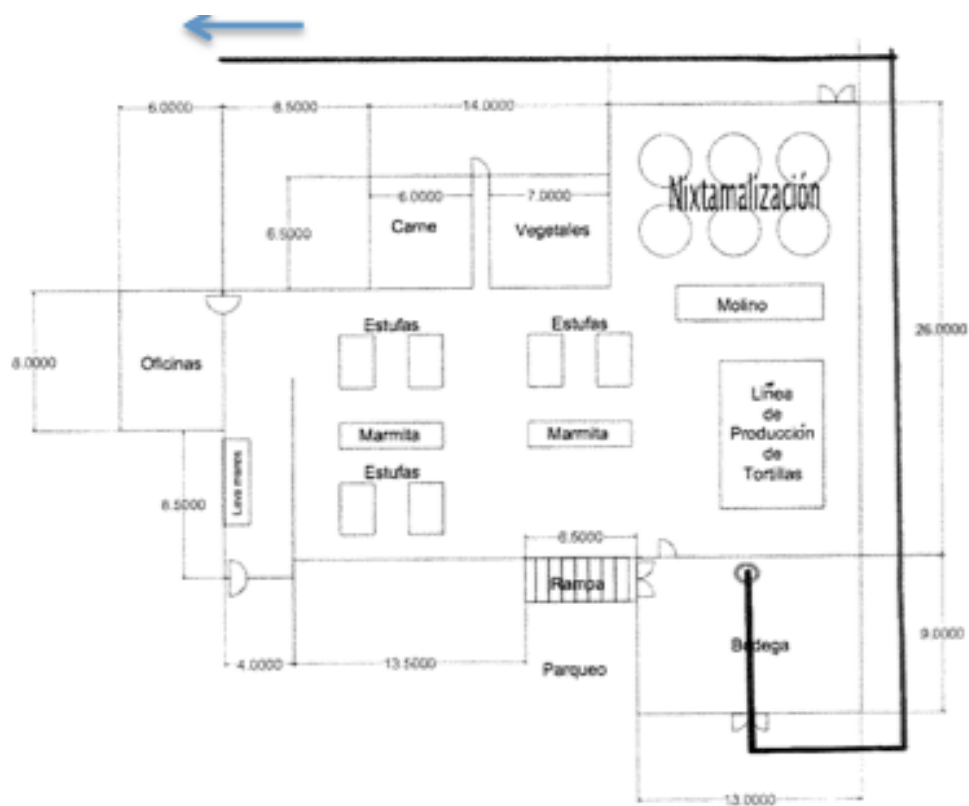 6.0000
8.5000
14.0000
6.0000
7.0000
6.5000
Carne
Vegetales
Nixtamalización
Molino
Estufas
Estufas
26.0000
8.0000
Oficinas
Línea
de
Producción
de
Tortillas
Marmita
Marmita
Estufas
Lava manos
8.5000
6.5000
Rampa
Bodega
9.0000
4.0000
13.5000
Parqueo
13.0000